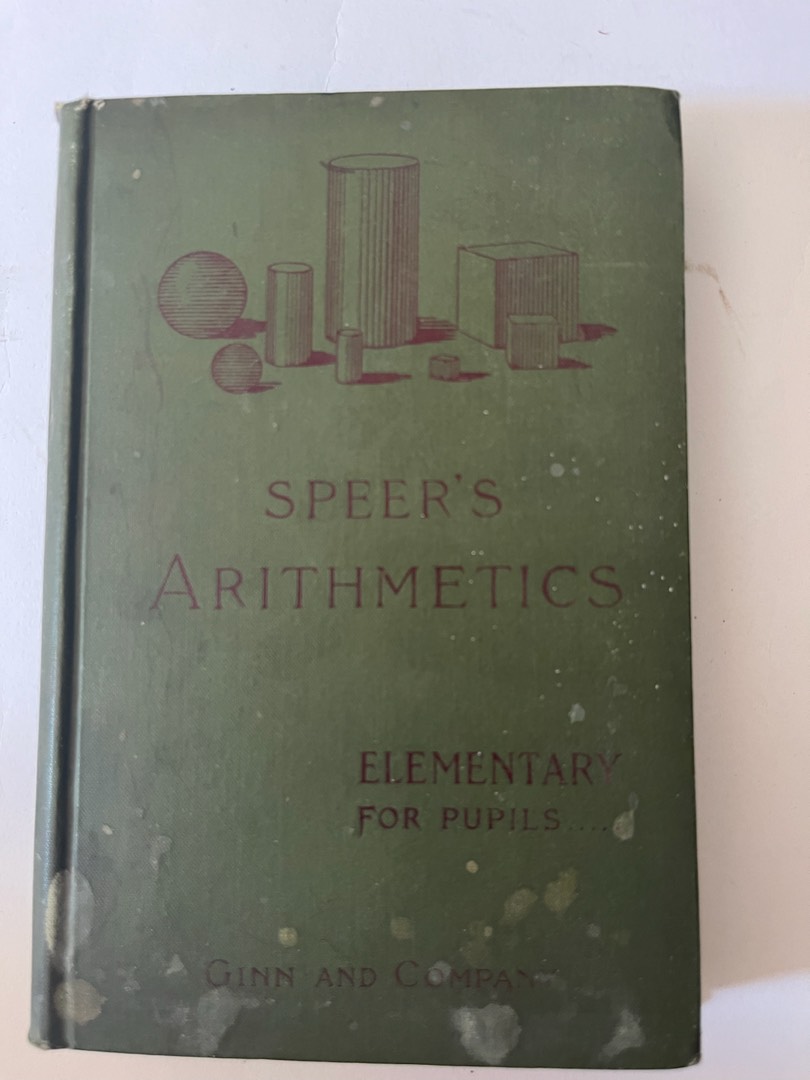 SPEER'S
ARITHMETICS
ELEMENTARY
FOR PUPILS....
GINN AND COMPANY